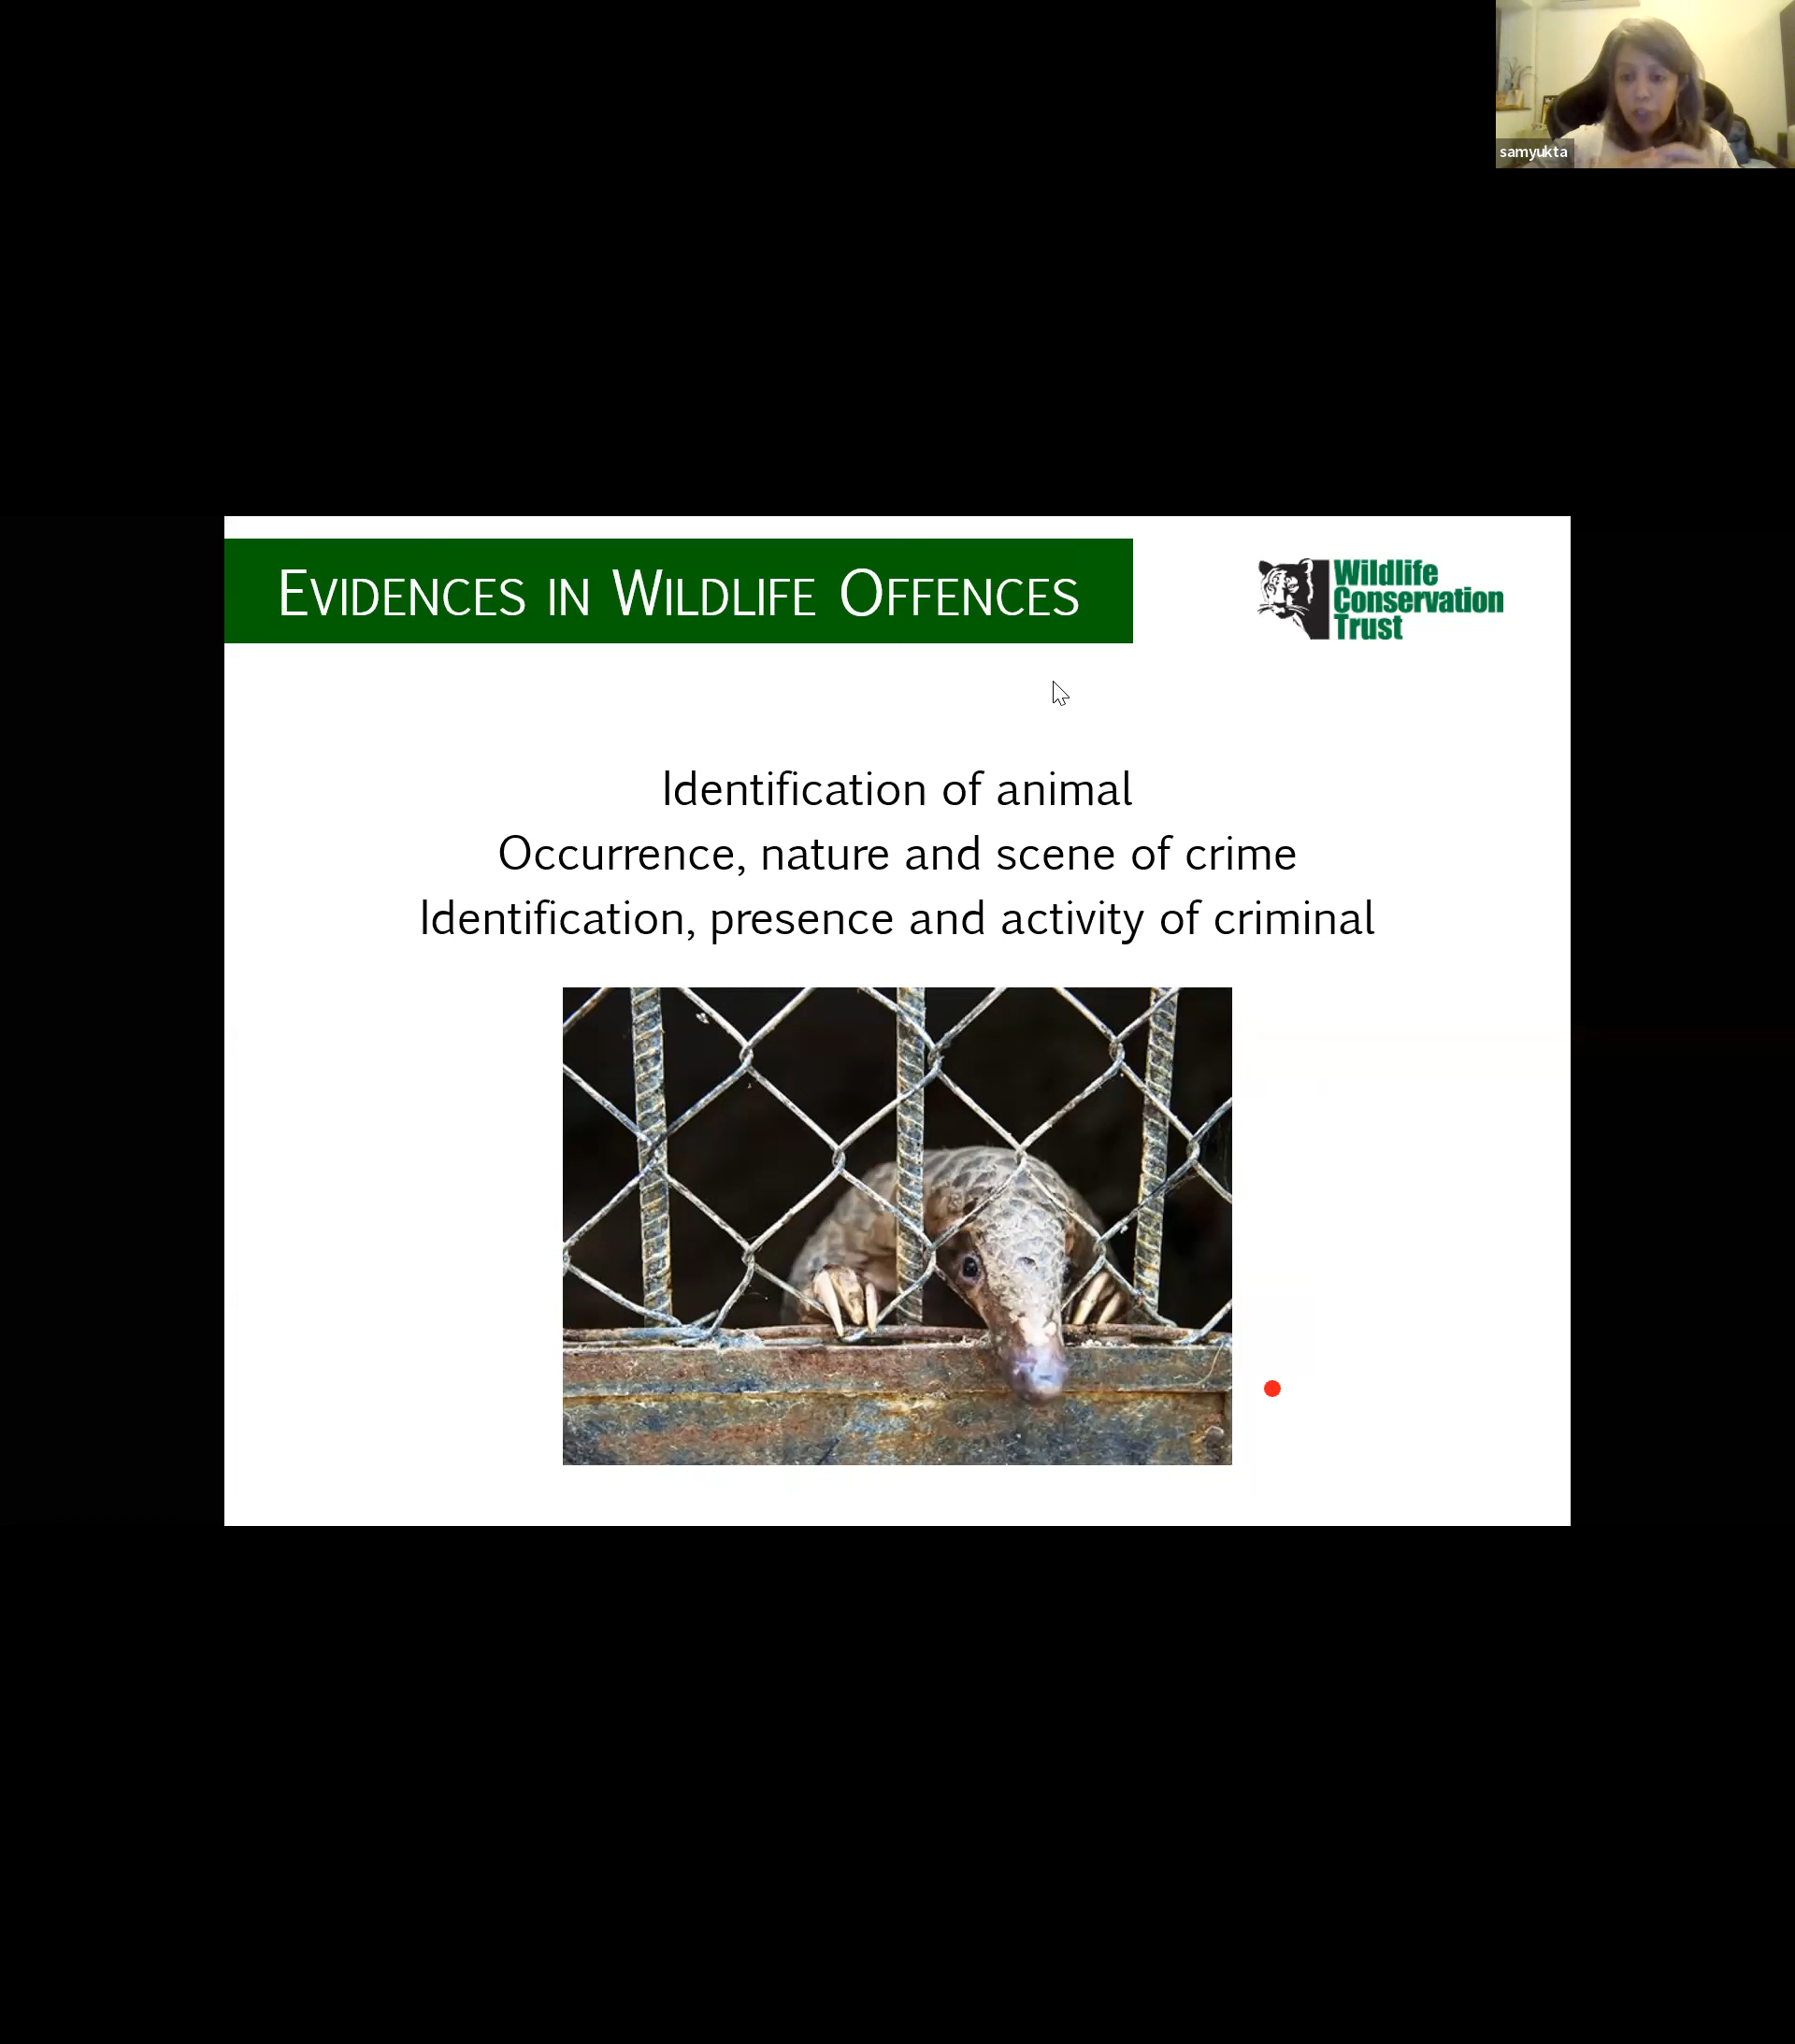 samyukta
Evidences in Wildlife Offences
Wildlife
Conservation
Trust
Identification of animal
Occurrence, nature and scene of crime
Identification, presence and activity of criminal